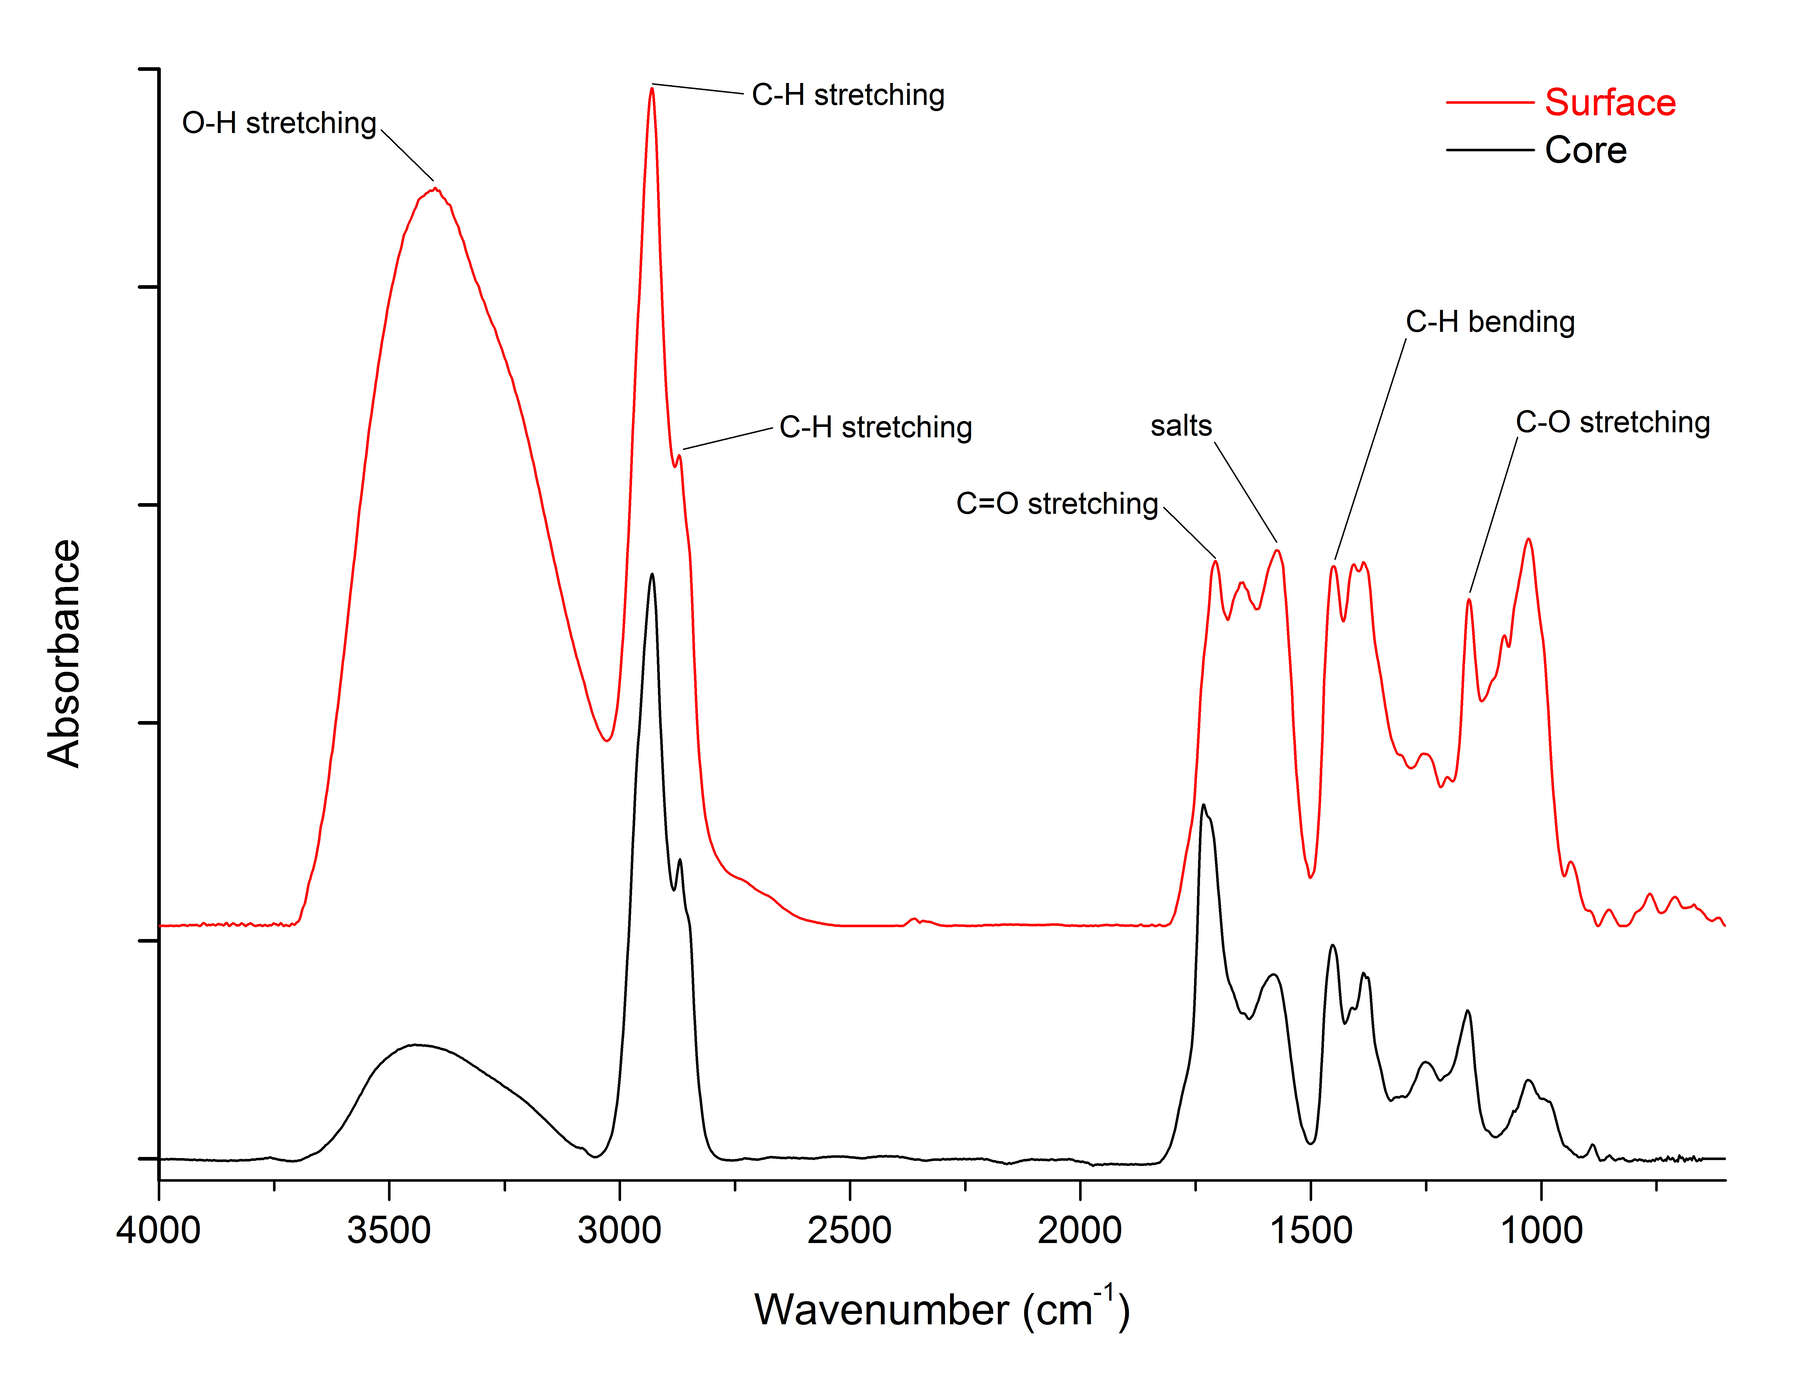 Surface
Core
O-H stretching
C-H stretching
C-H stretching
C=O stretching
salts
C-H bending
C-O stretching
Absorbance
4000
3500
3000
2500
2000
1500
1000
Wavenumber (cm⁻¹)